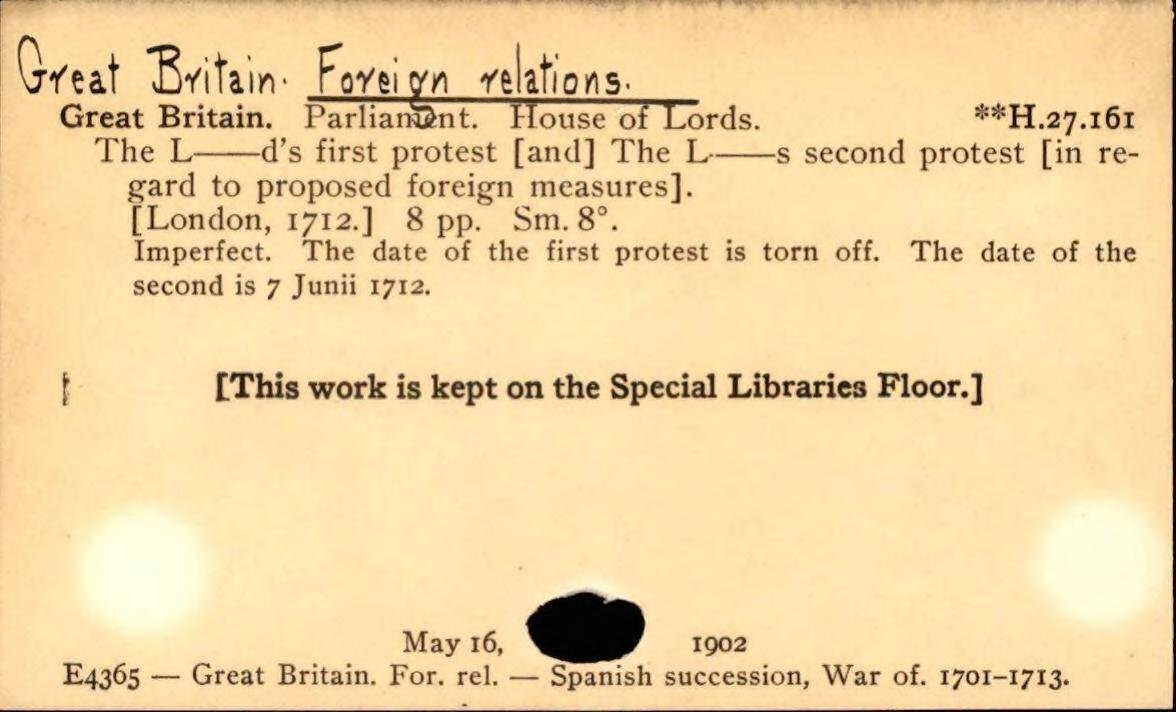 Great Britain. Foreign relations.
Great Britain. Parliament. House of Lords. **H.27.161
The L——d's first protest [and] The L——s second protest [in re-
gard to proposed foreign measures].
[London, 1712.] 8 pp. Sm. 8°.
Imperfect. The date of the first protest is torn off. The date of the
second is 7 Junii 1712.
[This work is kept on the Special Libraries Floor.]
May 16, 1902
E4365 — Great Britain. For. rel. — Spanish succession, War of. 1701–1713.